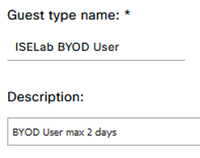 Guest type name: *
ISELab BYOD User
Description:
BYOD User max 2 days